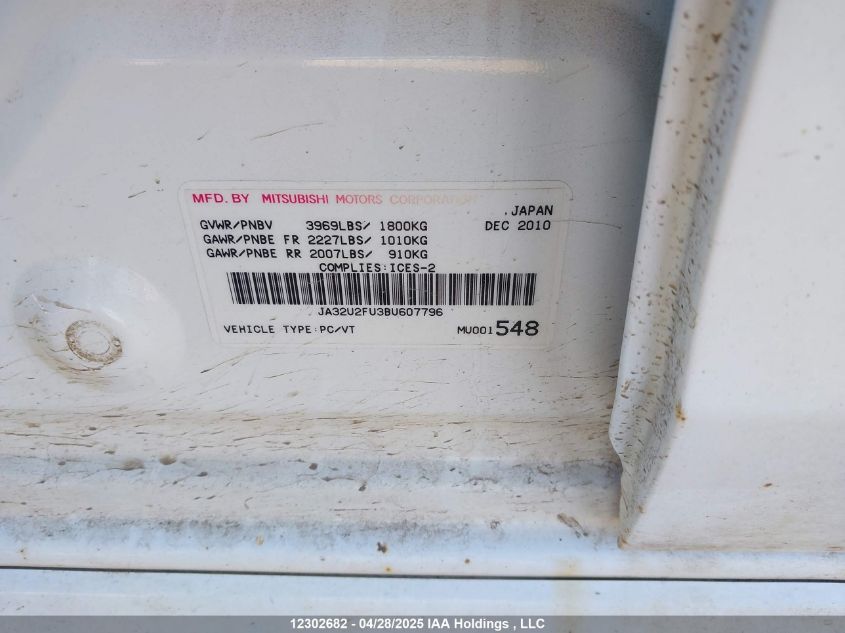 MFD. BY MITSUBISHI MOTORS CORPORATION
.JAPAN
GVWR/PNBV 3969LBS/ 1800KG DEC 2010
GAWR/PNBE FR 2227LBS/ 1010KG
GAWR/PNBE RR 2007LBS/ 910KG
COMPLIES:ICES-2
JA32U2FU3BU607796
VEHICLE TYPE:PC/VT MU001548
12302682 - 04/28/2025 IAA Holdings , LLC